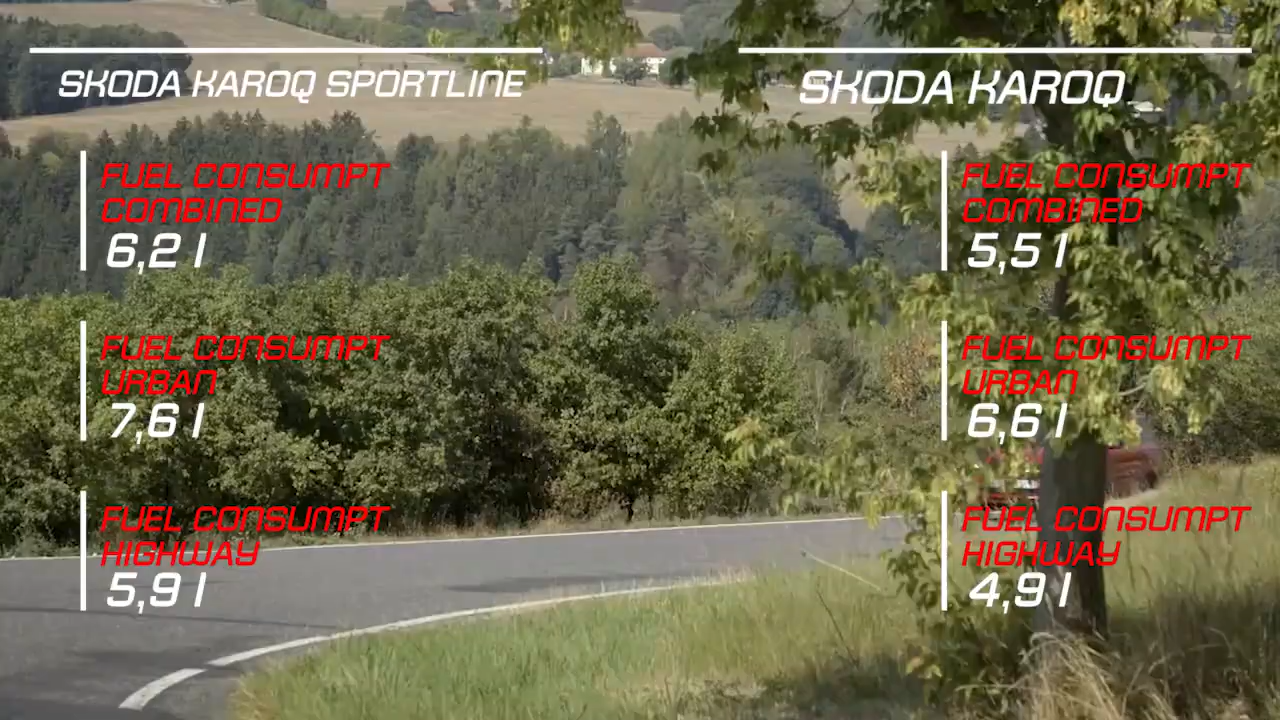 SKODA KAROQ SPORTLINE
FUEL CONSUMPT
COMBINED
6,2 l
FUEL CONSUMPT
URBAN
7,6 l
FUEL CONSUMPT
HIGHWAY
5,9 l
SKODA KAROQ
FUEL CONSUMPT
COMBINED
5,5 l
FUEL CONSUMPT
URBAN
6,6 l
FUEL CONSUMPT
HIGHWAY
4,9 l